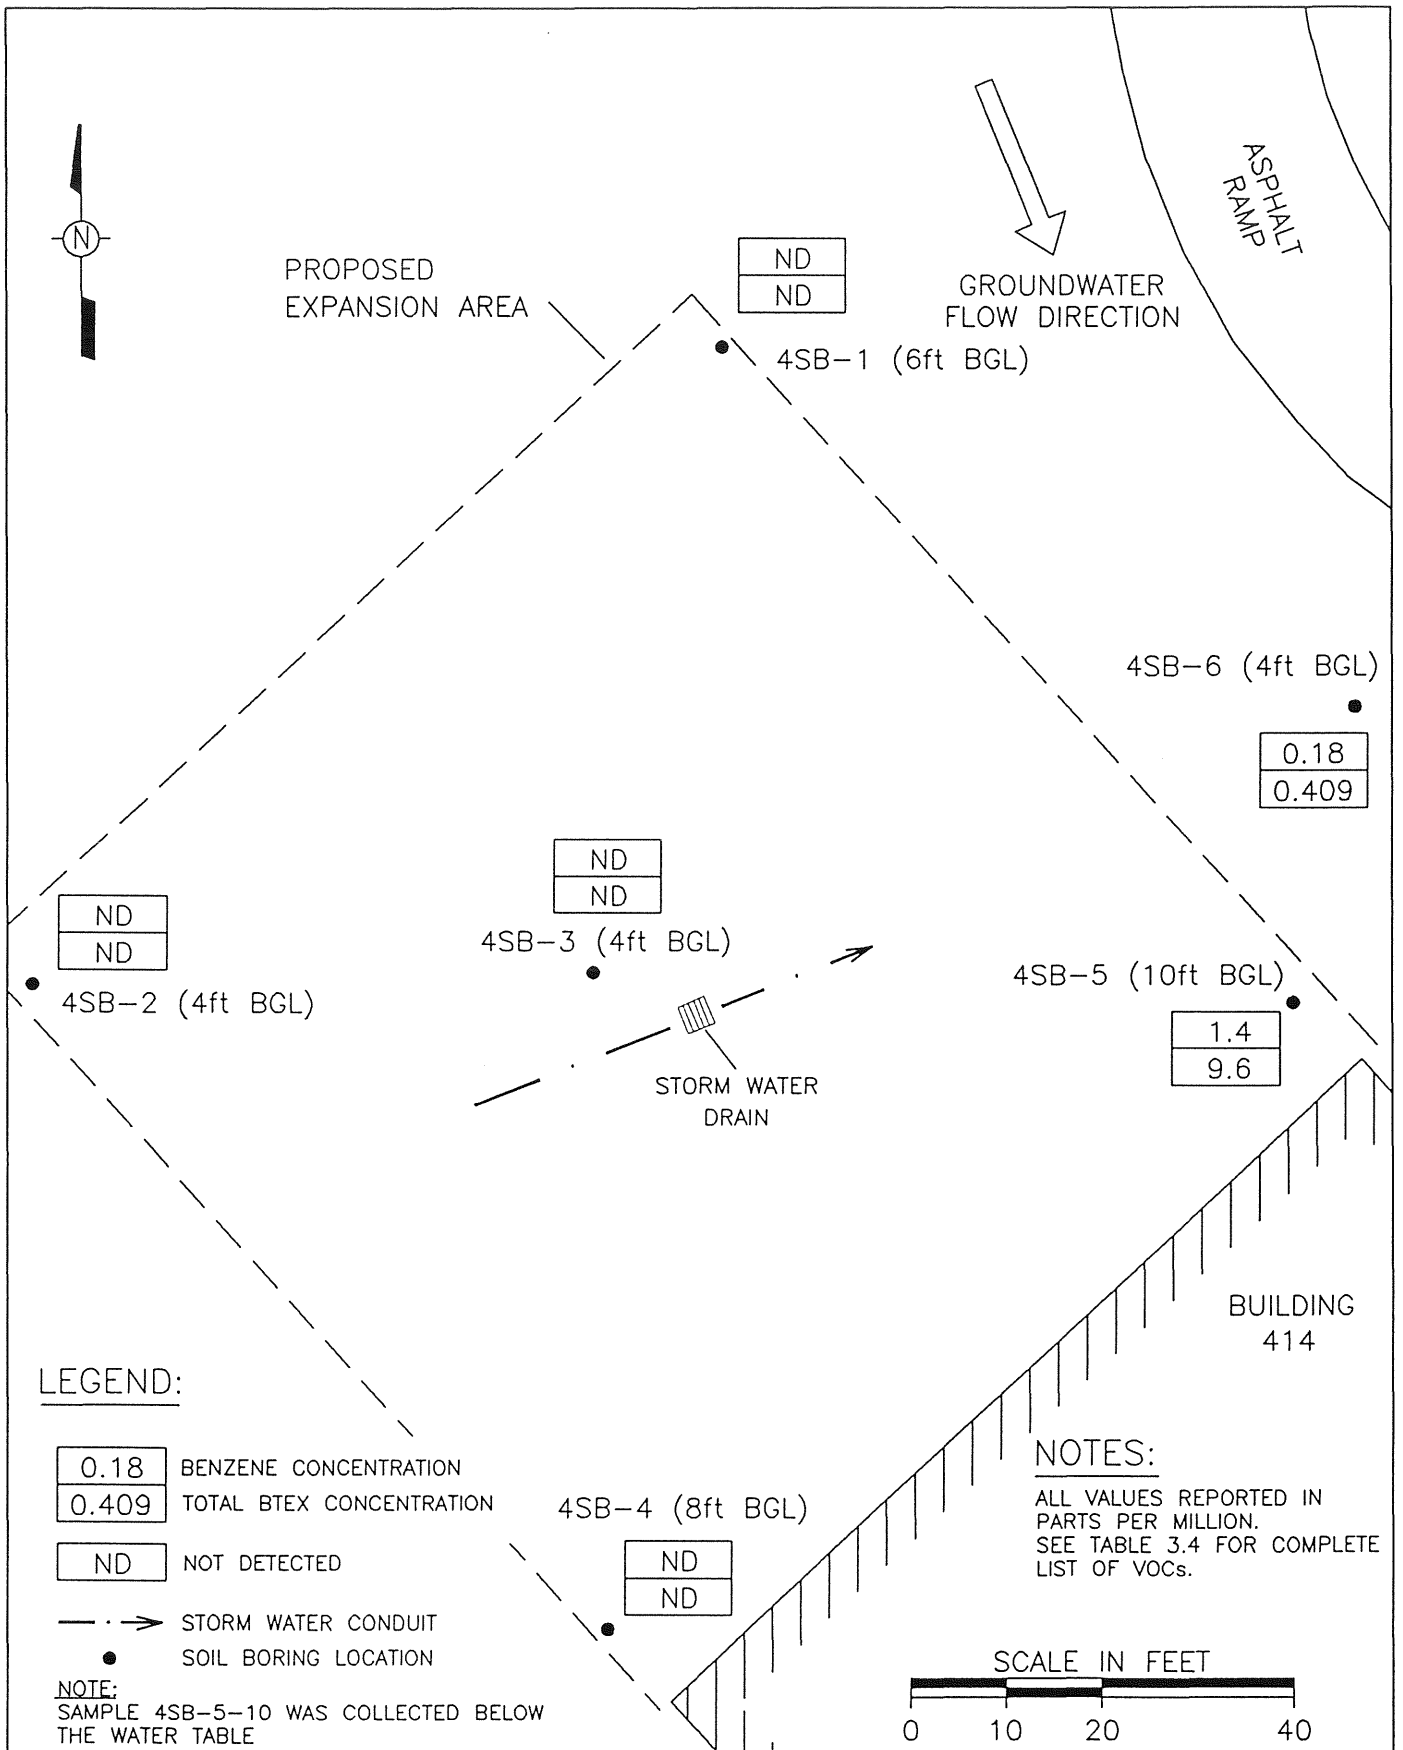 ASPHALT
RAMP
N
PROPOSED
EXPANSION AREA
ND
ND
GROUNDWATER
FLOW DIRECTION
4SB-1 (6ft BGL)
4SB-6 (4ft BGL)
0.18
0.409
ND
ND
4SB-3 (4ft BGL)
ND
ND
4SB-2 (4ft BGL)
4SB-5 (10ft BGL)
1.4
9.6
STORM WATER
DRAIN
BUILDING
414
LEGEND:
0.18 BENZENE CONCENTRATION
0.409 TOTAL BTEX CONCENTRATION
ND NOT DETECTED
STORM WATER CONDUIT
SOIL BORING LOCATION
NOTE:
SAMPLE 4SB-5-10 WAS COLLECTED BELOW
THE WATER TABLE
4SB-4 (8ft BGL)
ND
ND
NOTES:
ALL VALUES REPORTED IN
PARTS PER MILLION.
SEE TABLE 3.4 FOR COMPLETE
LIST OF VOCs.
SCALE IN FEET
0 10 20 40